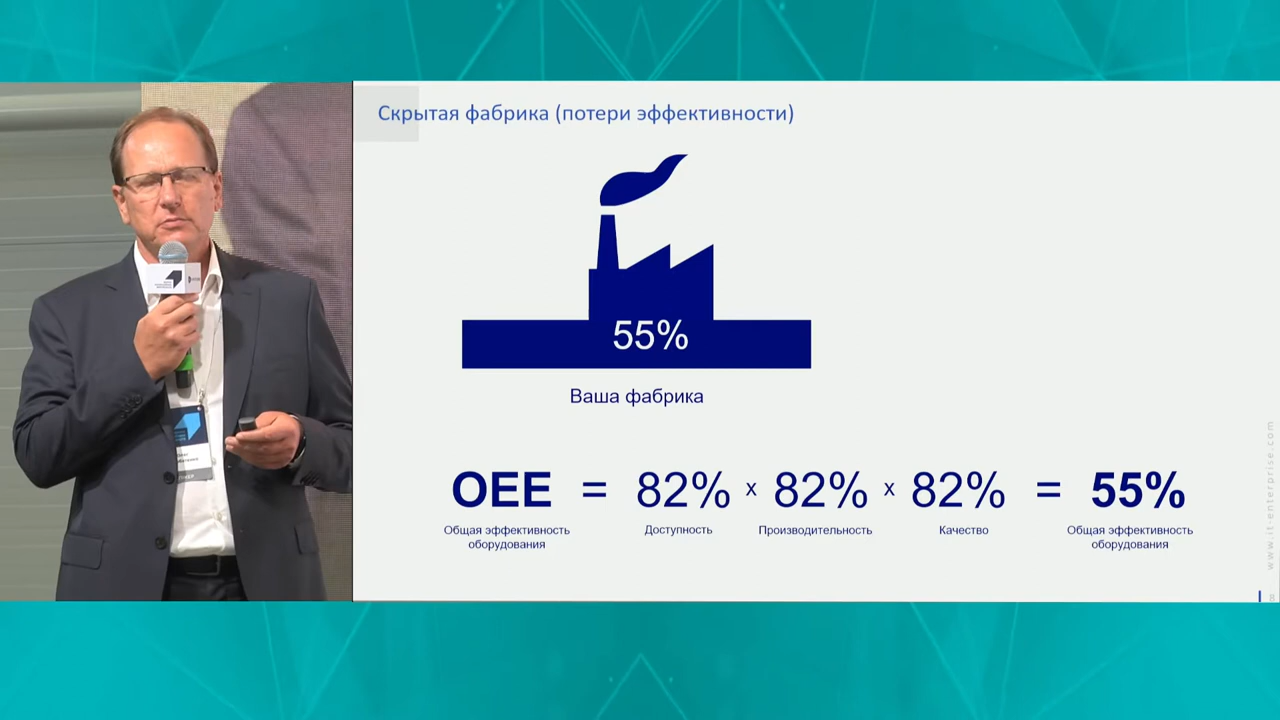 Скрытая фабрика (потери эффективности)
55%
Ваша фабрика
OEE = 82% x 82% x 82% = 55%
Общая эффективность оборудования
Доступность
Производительность
Качество
Общая эффективность оборудования
www.it-enterprise.com